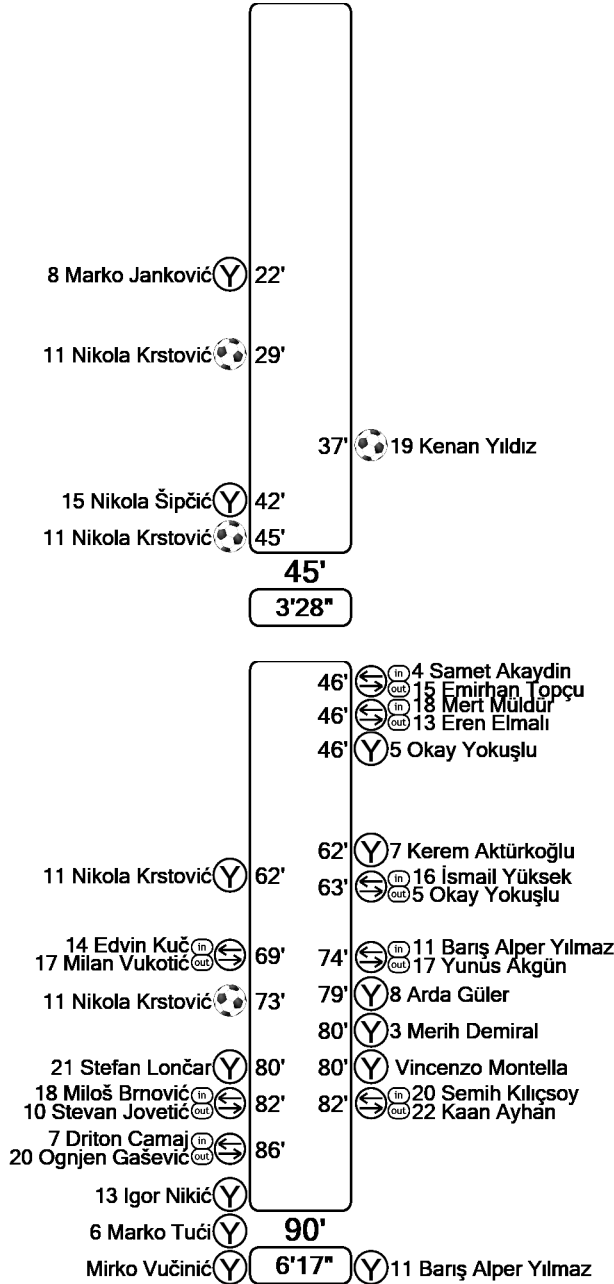 8 Marko Janković Y 22'
11 Nikola Krstović 29'
37' 19 Kenan Yıldız
15 Nikola Šipčić Y 42'
11 Nikola Krstović 45'
45'
3'28"
46' in 4 Samet Akaydin
out 15 Emirhan Topçu
46' in 18 Mert Müldür
out 13 Eren Elmalı
46' Y 5 Okay Yokuşlu
62' Y 7 Kerem Aktürkoğlu
11 Nikola Krstović Y 62'
63' in 16 İsmail Yüksek
out 5 Okay Yokuşlu
14 Edvin Kuč in
17 Milan Vukotić out 69'
74' in 11 Barış Alper Yılmaz
out 17 Yunus Akgün
79' Y 8 Arda Güler
11 Nikola Krstović 73'
80' Y 3 Merih Demiral
21 Stefan Lončar Y 80'
80' Y Vincenzo Montella
18 Miloš Brnović in
10 Stevan Jovetić out 82'
82' in 20 Semih Kılıçsoy
out 22 Kaan Ayhan
7 Driton Camaj in
20 Ognjen Gašević out 86'
13 Igor Nikić Y
6 Marko Tući Y
90'
Mirko Vučinić Y 6'17" Y 11 Barış Alper Yılmaz